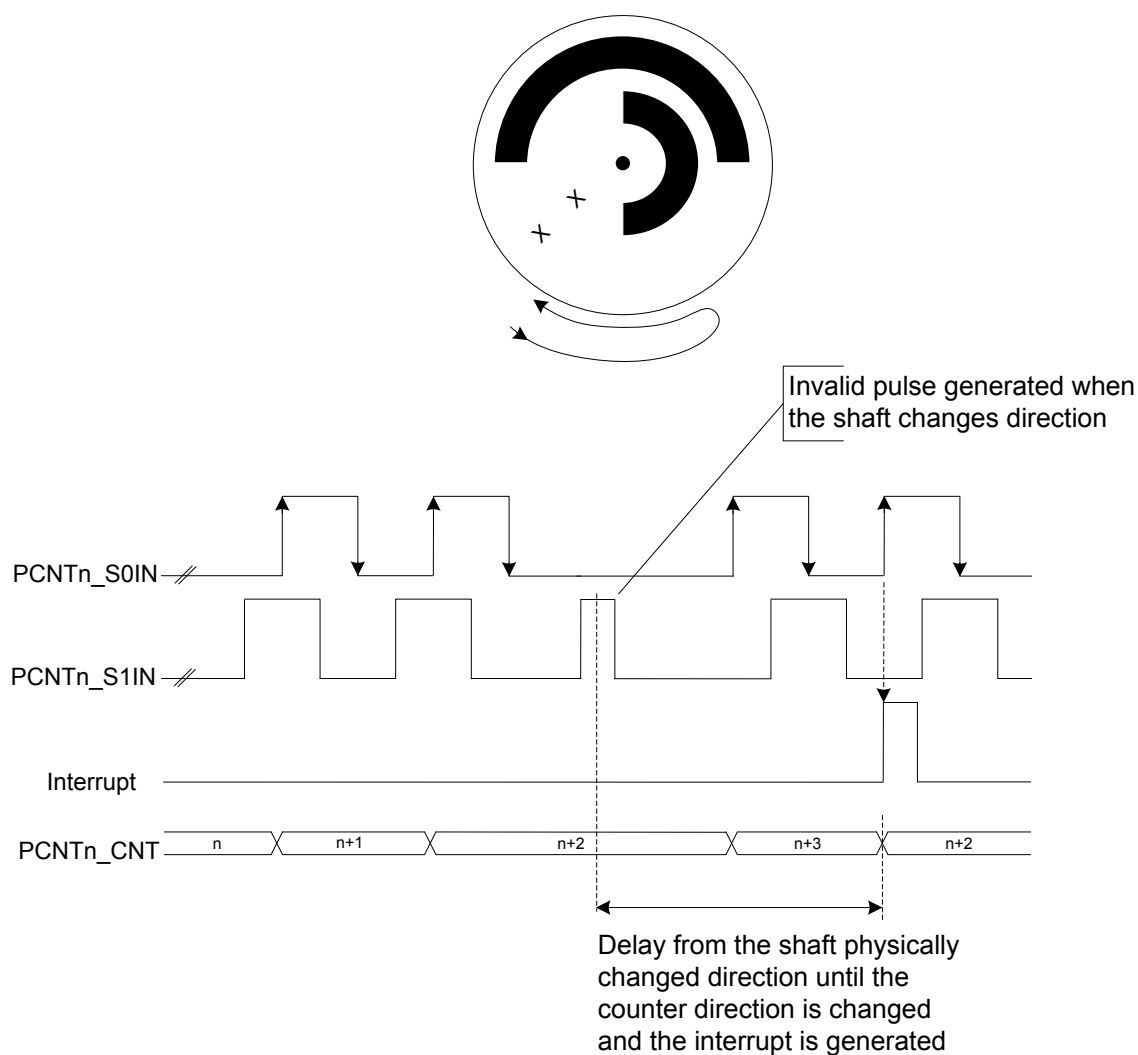 X
X
Invalid pulse generated when
the shaft changes direction
PCNTn_S0IN
PCNTn_S1IN
Interrupt
PCNTn_CNT
n
n+1
n+2
n+3
n+2
Delay from the shaft physically
changed direction until the
counter direction is changed
and the interrupt is generated